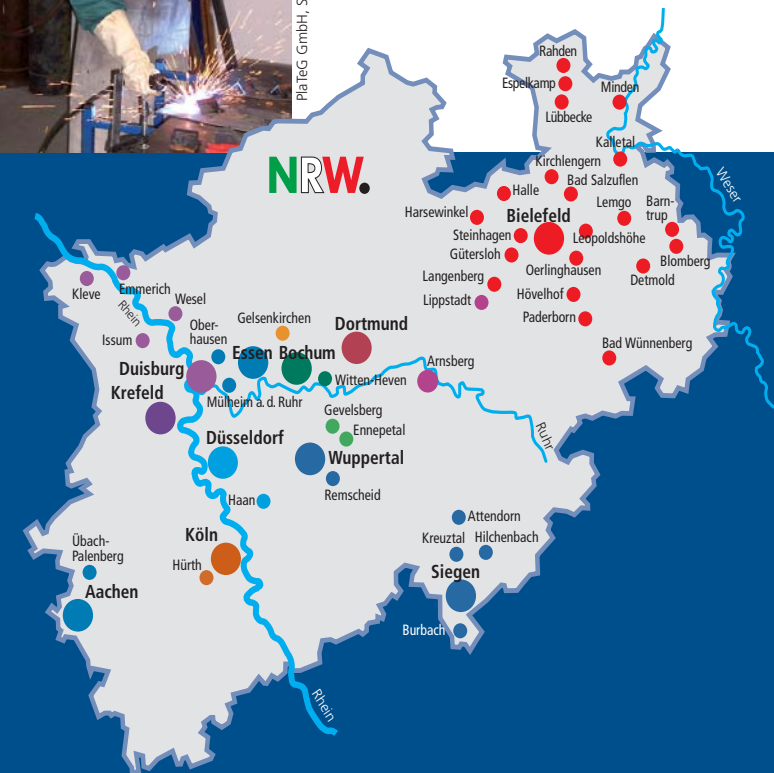 PlaTeG GmbH, S
Rahden
Espelkamp
Minden
Lübbecke
Kalletal
NRW.
Kirchlengern
Bad Salzuflen
Halle
Weser
Lemgo
Barn-
trup
Harsewinkel
Bielefeld
Steinhagen
Leopoldshöhe
Gütersloh
Blomberg
Oerlinghausen
Detmold
Langenberg
Hövelhof
Lippstadt
Paderborn
Kleve
Emmerich
Rhein
Wesel
Issum
Ober-
hausen
Gelsenkirchen
Dortmund
Bad Wünnenberg
Essen
Bochum
Duisburg
Arnsberg
Witten-Heven
Krefeld
Mülheim a. d. Ruhr
Gevelsberg
Ennepetal
Ruhr
Düsseldorf
Wuppertal
Remscheid
Haan
Attendorn
Köln
Kreuztal
Hilchenbach
Übach-
Palenberg
Hürth
Siegen
Aachen
Burbach
Rhein